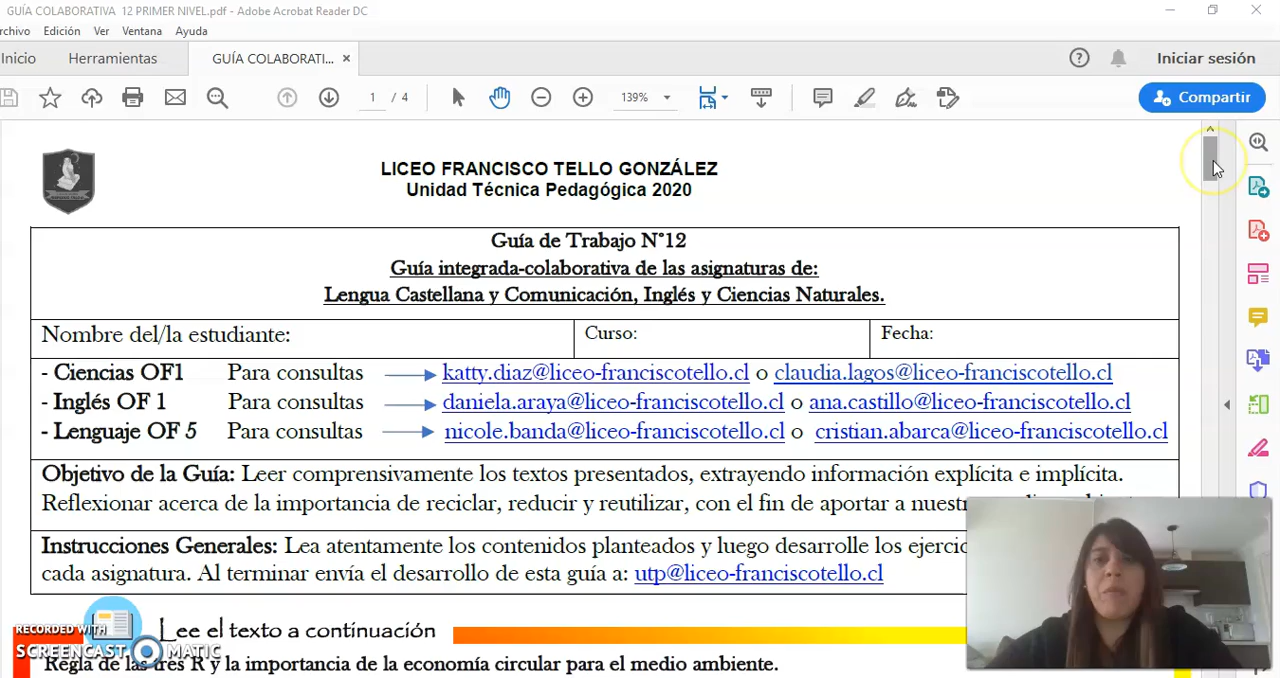 GUÍA COLABORATIVA 12 PRIMER NIVEL.pdf - Adobe Acrobat Reader DC
rchivo Edición Ver Ventana Ayuda
Inicio Herramientas GUÍA COLABORATI... × Iniciar sesión
1 / 4 139% Compartir
LICEO FRANCISCO TELLO GONZÁLEZ
Unidad Técnica Pedagógica 2020
Guía de Trabajo N°12
Guía integrada-colaborativa de las asignaturas de:
Lengua Castellana y Comunicación, Inglés y Ciencias Naturales.
Nombre del/la estudiante: Curso: Fecha:
- Ciencias OF1 Para consultas katty.diaz@liceo-franciscotello.cl o claudia.lagos@liceo-franciscotello.cl
- Inglés OF 1 Para consultas daniela.araya@liceo-franciscotello.cl o ana.castillo@liceo-franciscotello.cl
- Lenguaje OF 5 Para consultas nicole.banda@liceo-franciscotello.cl o cristian.abarca@liceo-franciscotello.cl
Objetivo de la Guía: Leer comprensivamente los textos presentados, extrayendo información explícita e implícita.
Reflexionar acerca de la importancia de reciclar, reducir y reutilizar, con el fin de aportar a nuestro
Instrucciones Generales: Lea atentamente los contenidos planteados y luego desarrolle los ejercic
cada asignatura. Al terminar envía el desarrollo de esta guía a: utp@liceo-franciscotello.cl
Lee el texto a continuación
RECORDED WITH
SCREENCAST MATIC
Regla de las tres R y la importancia de la economía circular para el medio ambiente.